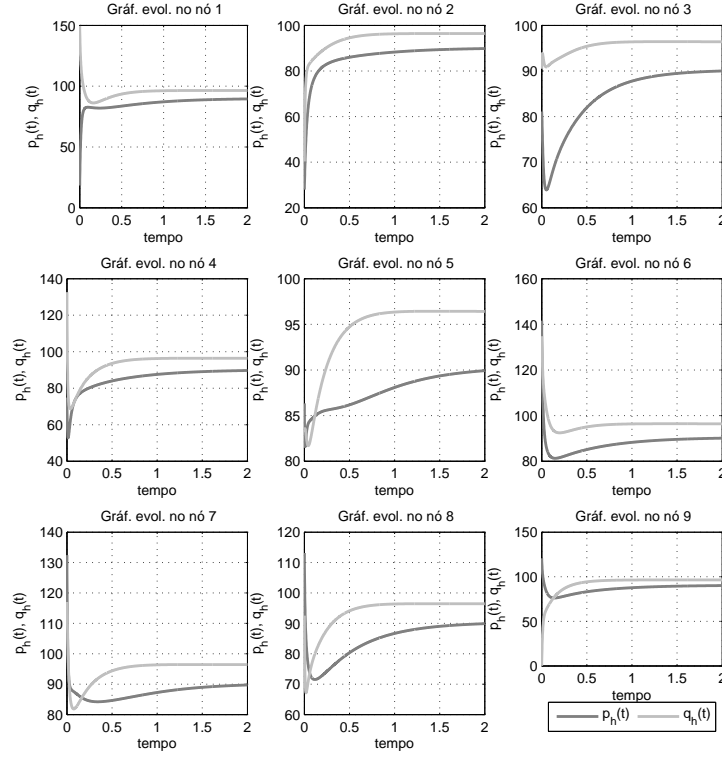 Gráf. evol. no nó 1
p_h(t), q_h(t)
150
100
50
0
0 0.5 1 1.5 2
tempo
Gráf. evol. no nó 2
p_h(t), q_h(t)
100
80
60
40
20
0 0.5 1 1.5 2
tempo
Gráf. evol. no nó 3
p_h(t), q_h(t)
100
90
80
70
60
0 0.5 1 1.5 2
tempo
Gráf. evol. no nó 4
p_h(t), q_h(t)
140
120
100
80
60
40
0 0.5 1 1.5 2
tempo
Gráf. evol. no nó 5
p_h(t), q_h(t)
100
95
90
85
80
0 0.5 1 1.5 2
tempo
Gráf. evol. no nó 6
p_h(t), q_h(t)
160
140
120
100
80
0 0.5 1 1.5 2
tempo
Gráf. evol. no nó 7
p_h(t), q_h(t)
140
130
120
110
100
90
80
0 0.5 1 1.5 2
tempo
Gráf. evol. no nó 8
p_h(t), q_h(t)
120
110
100
90
80
70
60
0 0.5 1 1.5 2
tempo
Gráf. evol. no nó 9
p_h(t), q_h(t)
150
100
50
0
0 0.5 1 1.5 2
tempo
p_h(t) q_h(t)